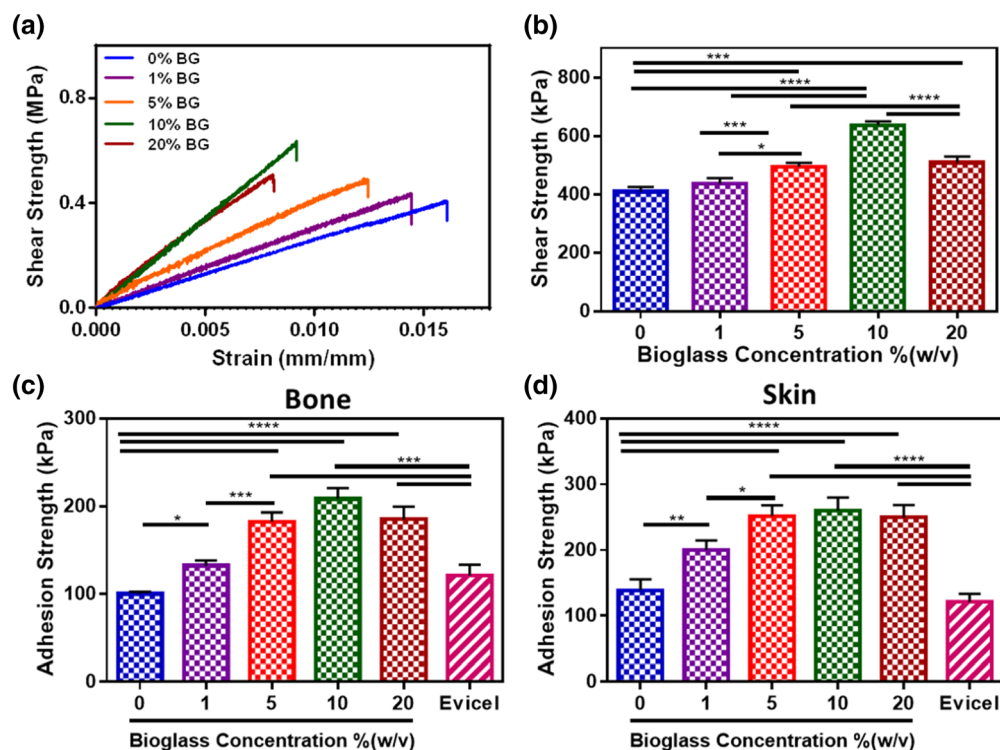 (a)
0% BG
1% BG
5% BG
10% BG
20% BG
Shear Strength (MPa)
0.8
0.4
0.0
0.000 0.005 0.010 0.015
Strain (mm/mm)
(b)
Shear Strength (kPa)
800
600
400
200
0
***
****
****
***
*
0 1 5 10 20
Bioglass Concentration %(w/v)
(c)
Bone
Adhesion Strength (kPa)
300
200
100
0
****
***
***
*
0 1 5 10 20 Evicel
Bioglass Concentration %(w/v)
(d)
Skin
Adhesion Strength (kPa)
400
300
200
100
0
****
****
*
**
0 1 5 10 20 Evicel
Bioglass Concentration %(w/v)